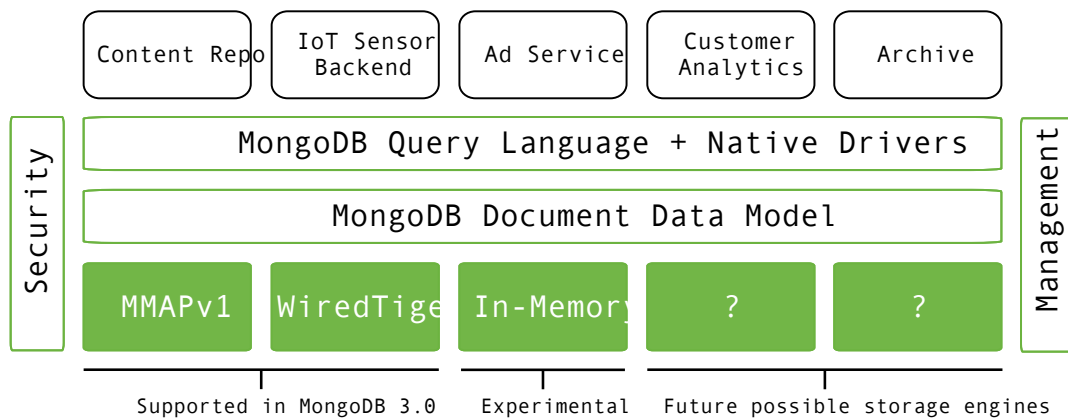 Content Repo
IoT Sensor
Backend
Ad Service
Customer
Analytics
Archive
Security
MongoDB Query Language + Native Drivers
Management
MongoDB Document Data Model
MMAPv1
WiredTige
In-Memory
?
?
Supported in MongoDB 3.0
Experimental
Future possible storage engines